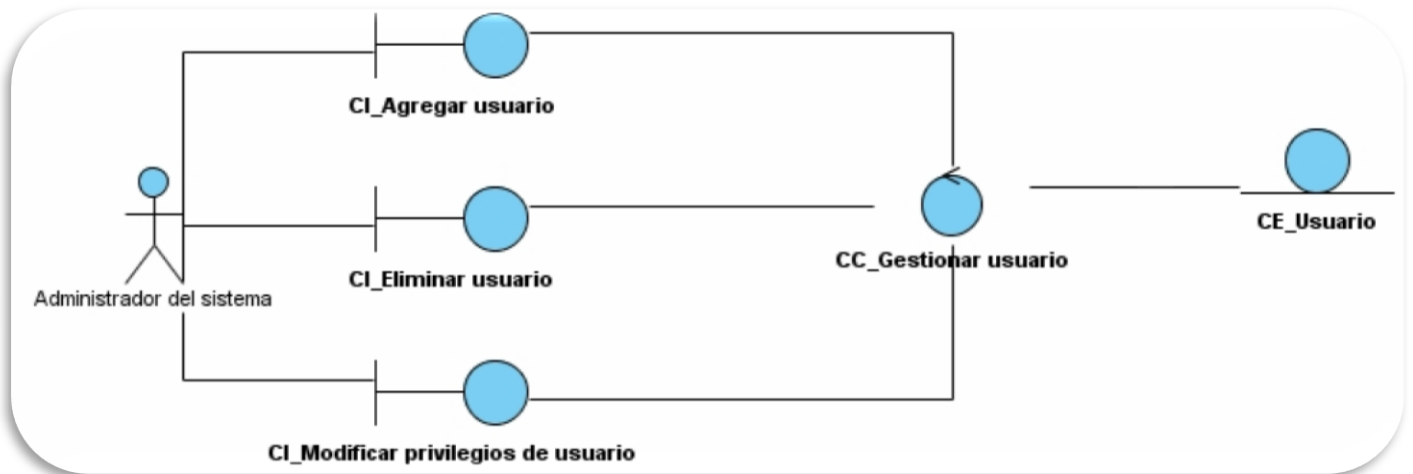 CI_Agregar usuario
CE_Usuario
CC_Gestionar usuario
CI_Eliminar usuario
Administrador del sistema
CI_Modificar privilegios de usuario